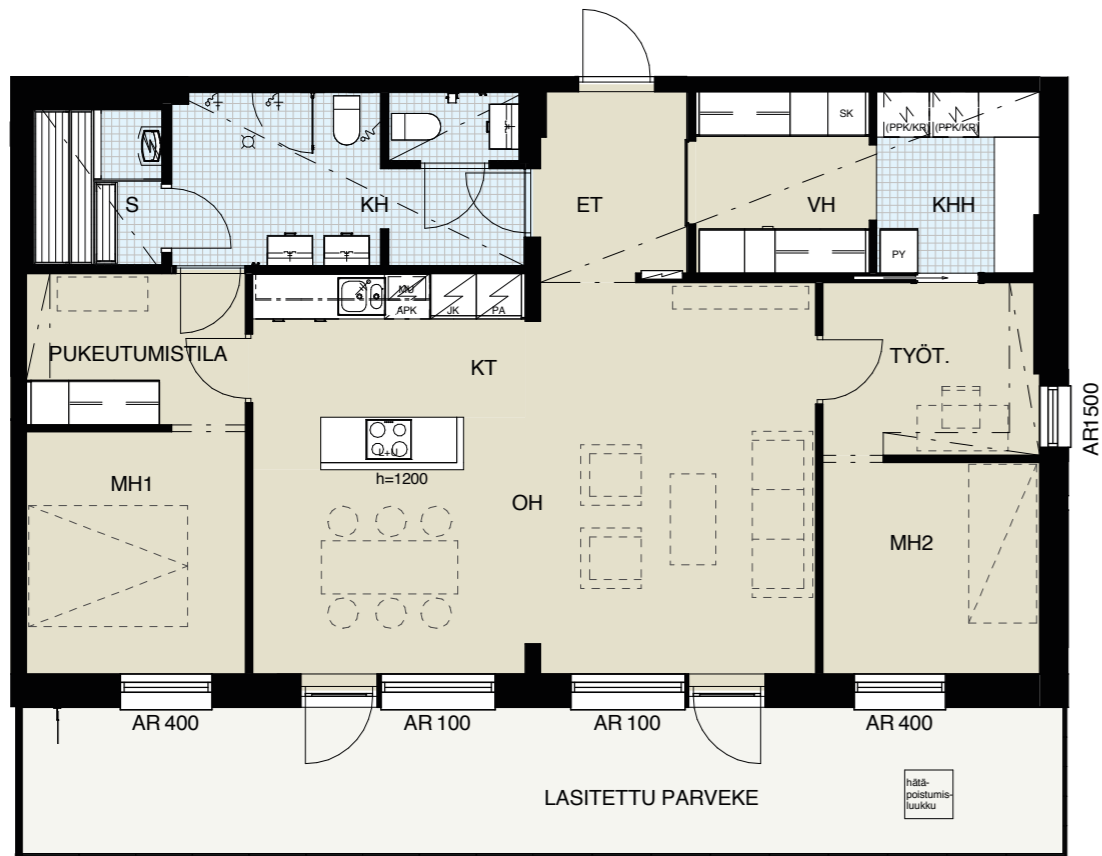 SK
(PPK/KR) (PPK/KR)
S
KH
ET
VH
KHH
PY
MU
APK
JK
PA
PUKEUTUMISTILA
KT
TYÖT.
AR1500
L+U
h=1200
MH1
OH
MH2
AR 400
AR 100
AR 100
AR 400
LASITETTU PARVEKE
hätä-
poistumis-
luukku